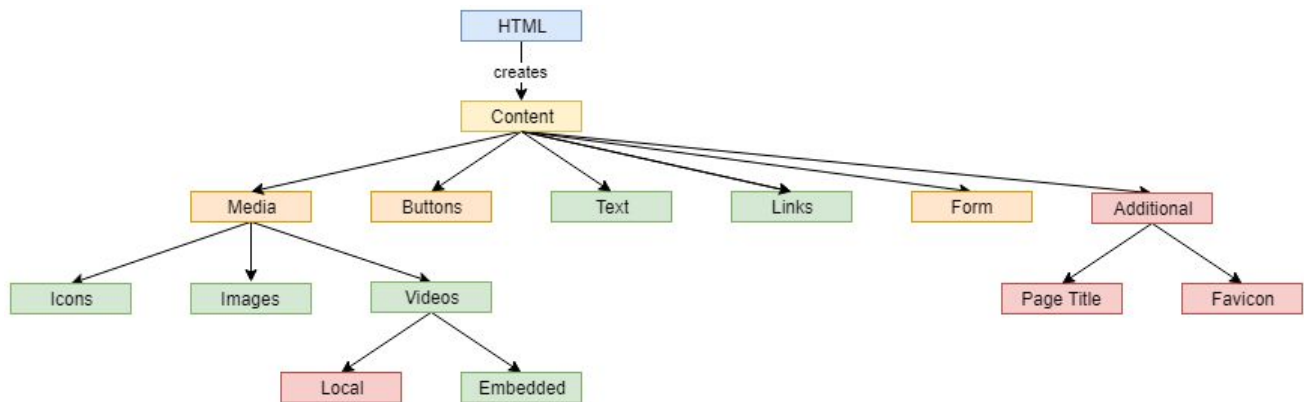 HTML
creates
Content
Media
Buttons
Text
Links
Form
Additional
Icons
Images
Videos
Page Title
Favicon
Local
Embedded